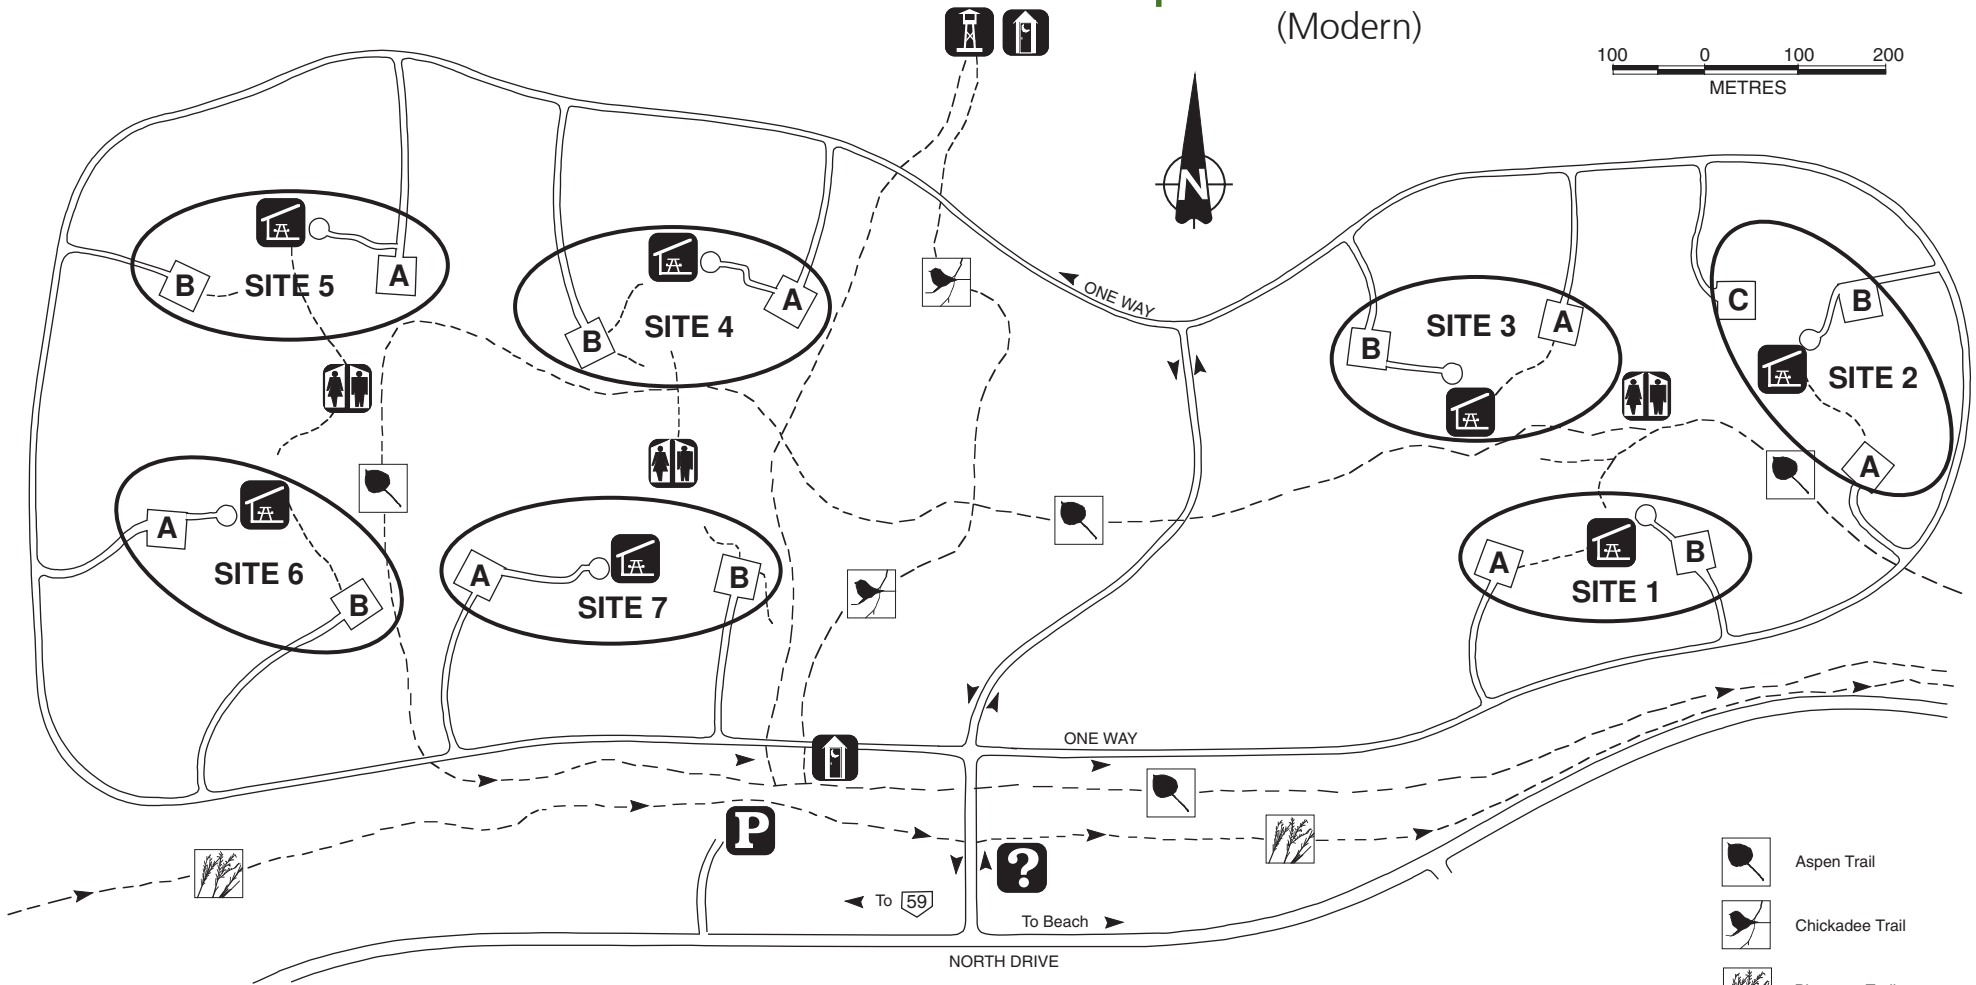 (Modern)
100 0 100 200
METRES
N
ONE WAY
B SITE 5 A
B SITE 4 A
B SITE 3 A
C B
SITE 2
A
A
SITE 6
B
A B
SITE 7
A B
SITE 1
ONE WAY
P
?
To 59
To Beach
NORTH DRIVE
Aspen Trail
Chickadee Trail